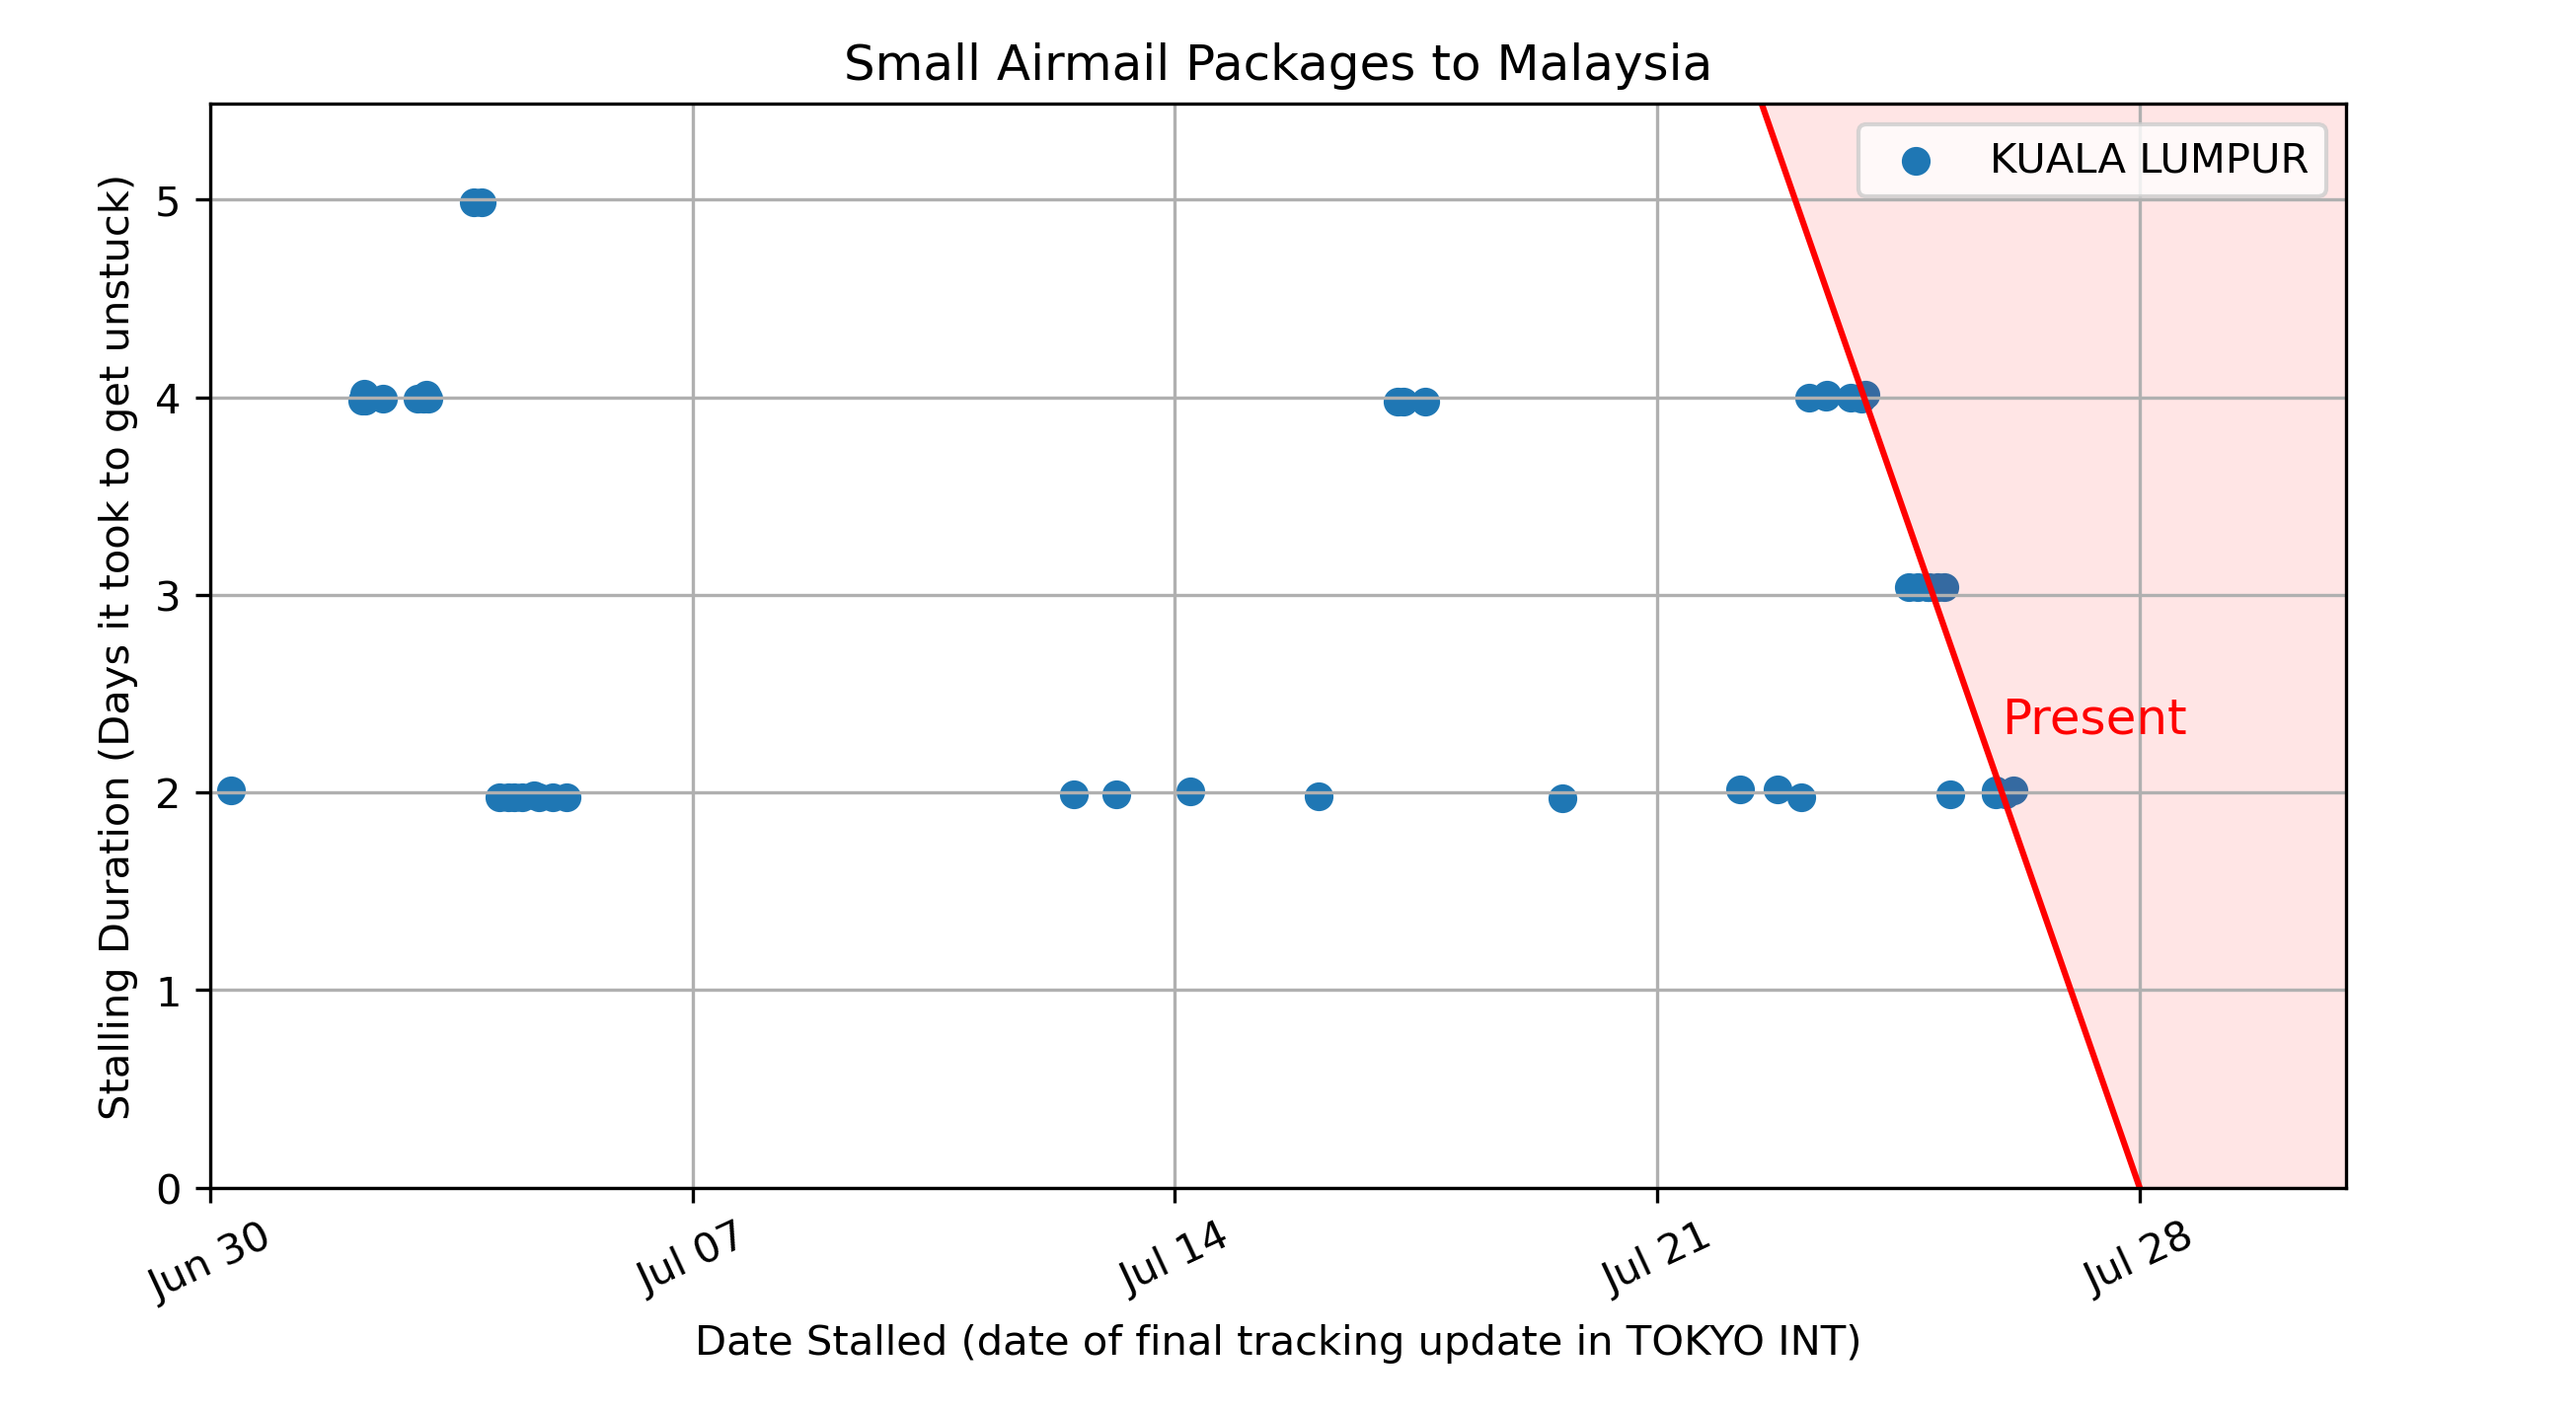 Small Airmail Packages to Malaysia
KUALA LUMPUR
Stalling Duration (Days it took to get unstuck)
5
4
3
2
1
0
Present
Jun 30
Jul 07
Jul 14
Jul 21
Jul 28
Date Stalled (date of final tracking update in TOKYO INT)